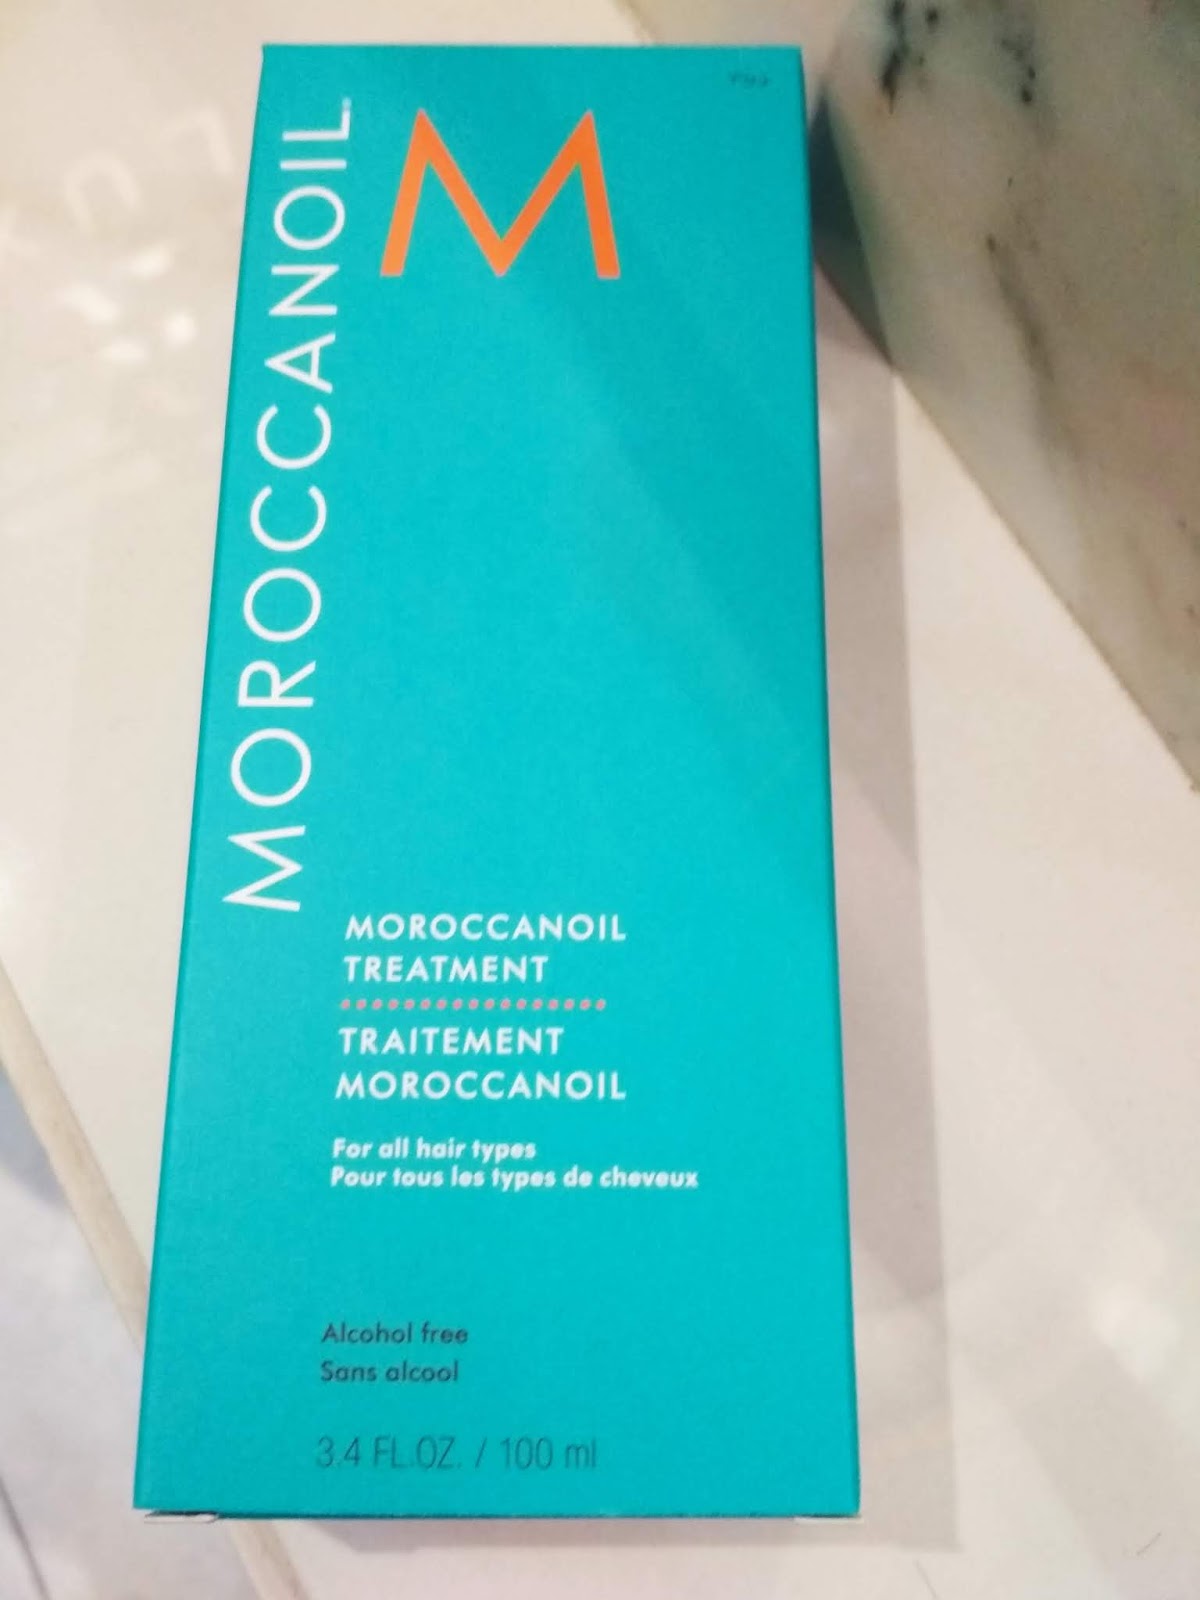 M
MOROCCANOIL
MOROCCANOIL
TREATMENT
TRAITEMENT
MOROCCANOIL
For all hair types
Pour tous les types de cheveux
Alcohol free
Sans alcool
3.4 FL.OZ. / 100 ml